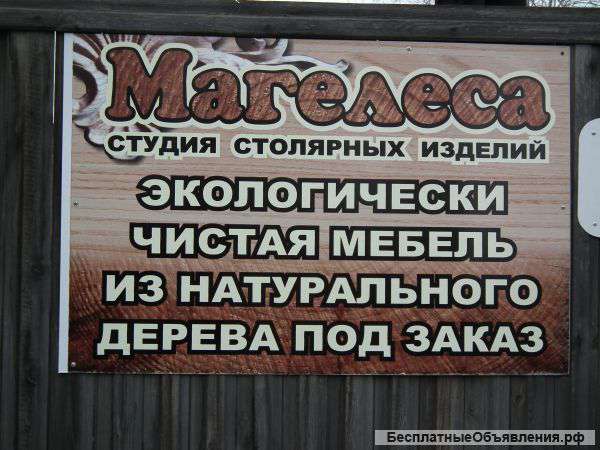 Магелеса
СТУДИЯ СТОЛЯРНЫХ ИЗДЕЛИЙ
ЭКОЛОГИЧЕСКИ
ЧИСТАЯ МЕБЕЛЬ
ИЗ НАТУРАЛЬНОГО
ДЕРЕВА ПОД ЗАКАЗ
БесплатныеОбъявления.рф